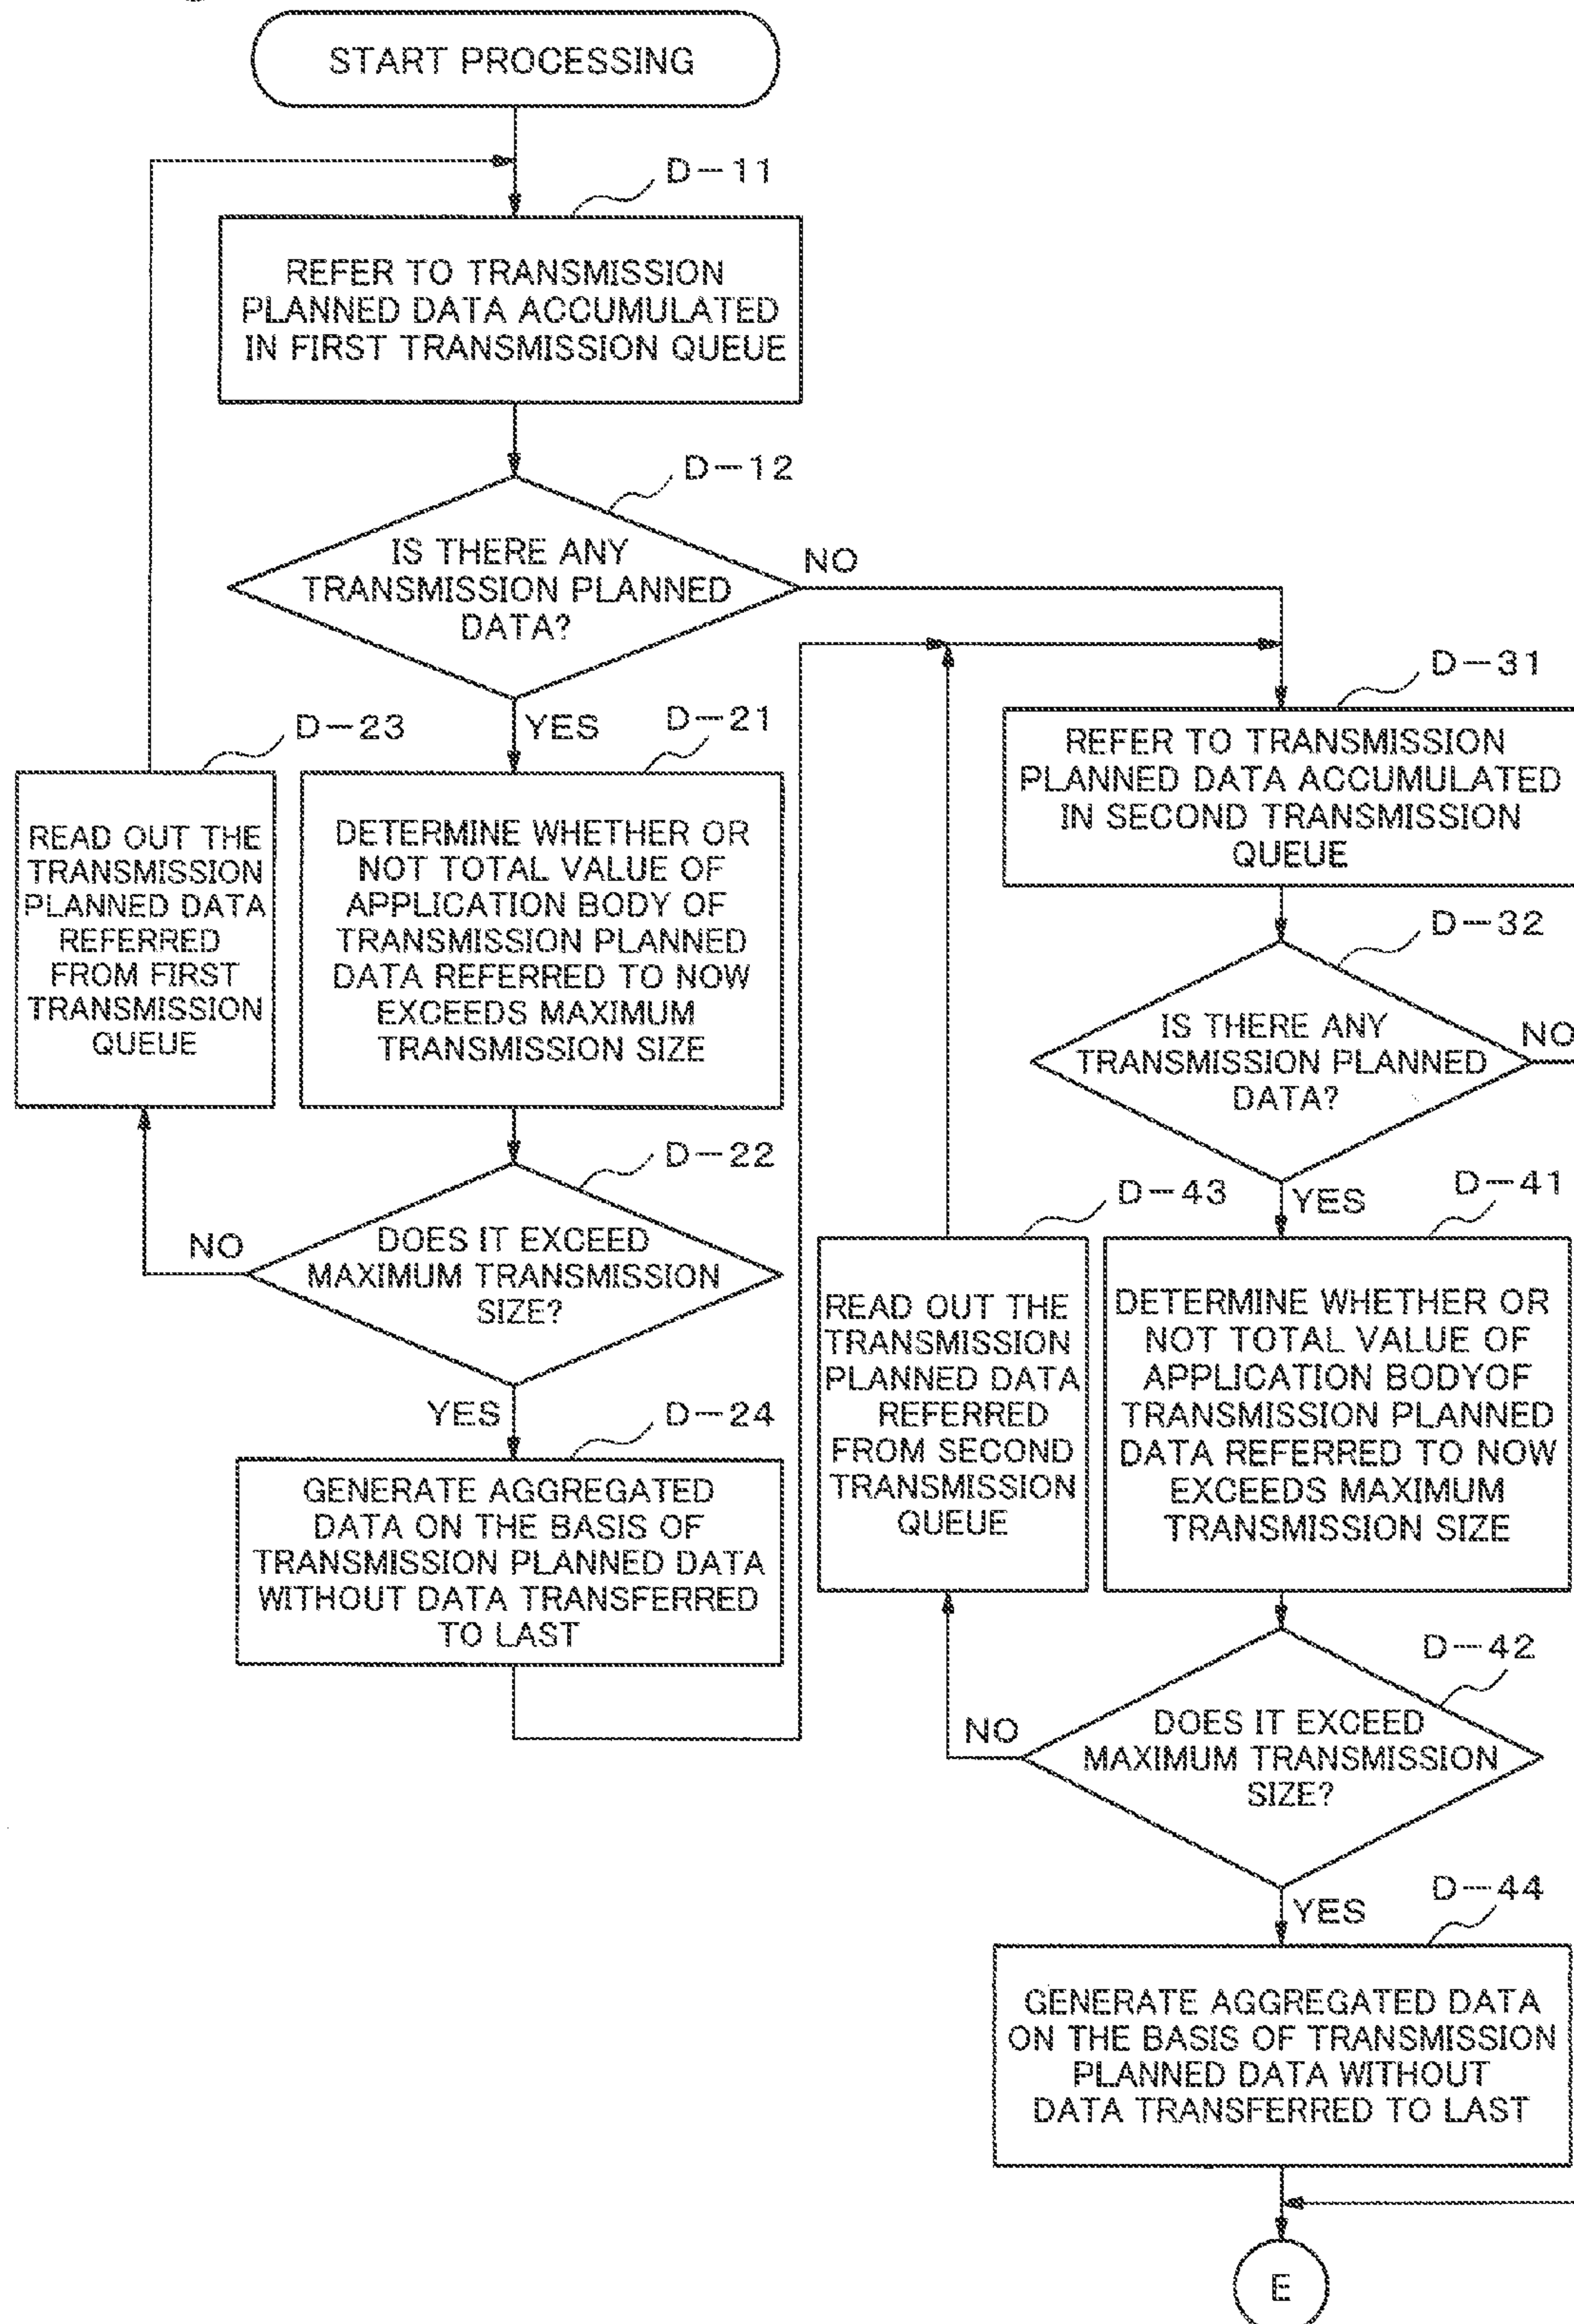 START PROCESSING
D-11
REFER TO TRANSMISSION
PLANNED DATA ACCUMULATED
IN FIRST TRANSMISSION QUEUE
D-12
IS THERE ANY
TRANSMISSION PLANNED
DATA?
NO
YES
D-23
READ OUT THE
TRANSMISSION
PLANNED DATA
REFERRED
FROM FIRST
TRANSMISSION
QUEUE
D-21
DETERMINE WHETHER OR
NOT TOTAL VALUE OF
APPLICATION BODY OF
TRANSMISSION PLANNED
DATA REFERRED TO NOW
EXCEEDS MAXIMUM
TRANSMISSION SIZE
D-22
NO
DOES IT EXCEED
MAXIMUM TRANSMISSION
SIZE?
YES
D-24
GENERATE AGGREGATED
DATA ON THE BASIS OF
TRANSMISSION PLANNED DATA
WITHOUT DATA TRANSFERRED
TO LAST
D-31
REFER TO TRANSMISSION
PLANNED DATA ACCUMULATED
IN SECOND TRANSMISSION
QUEUE
D-32
IS THERE ANY
TRANSMISSION PLANNED
DATA?
NO
YES
D-43
READ OUT THE
TRANSMISSION
PLANNED DATA
REFERRED
FROM SECOND
TRANSMISSION
QUEUE
D-41
DETERMINE WHETHER OR
NOT TOTAL VALUE OF
APPLICATION BODYOF
TRANSMISSION PLANNED
DATA REFERRED TO NOW
EXCEEDS MAXIMUM
TRANSMISSION SIZE
D-42
NO
DOES IT EXCEED
MAXIMUM TRANSMISSION
SIZE?
YES
D-44
GENERATE AGGREGATED DATA
ON THE BASIS OF TRANSMISSION
PLANNED DATA WITHOUT
DATA TRANSFERRED TO LAST
E